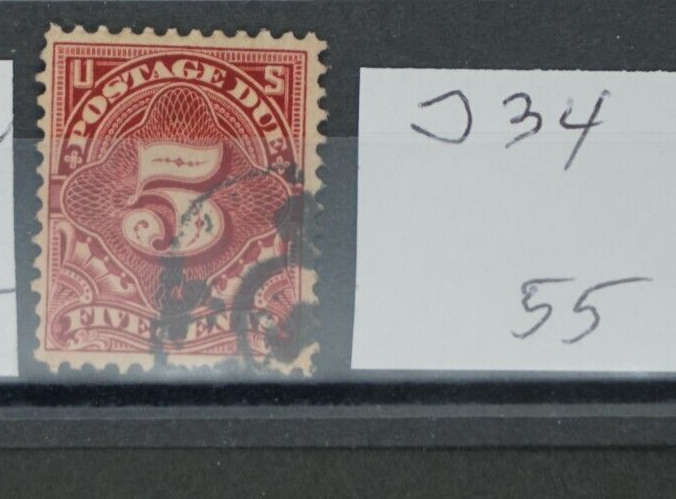 U S
POSTAGE DUE
5
FIVE CENTS
J34
55